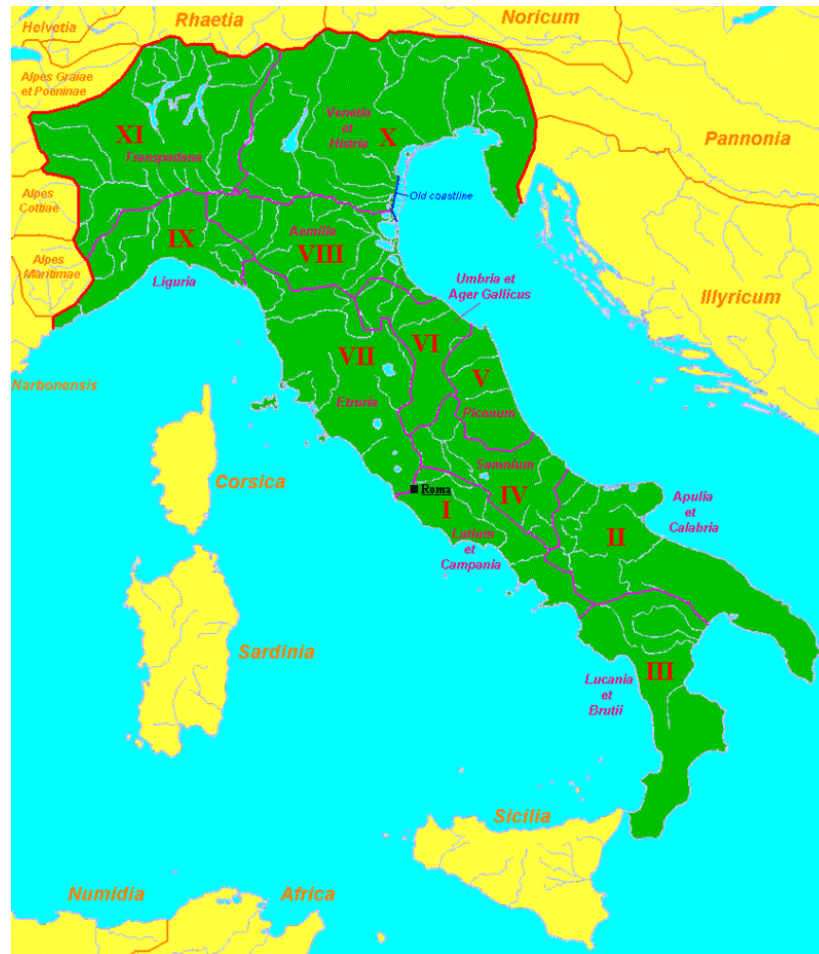 Helvetia
Rhaetia
Noricum
Alpes Graiae
et Poeninae
XI
Transpadana
Venetia
et
Histria
X
Pannonia
Old coastline
Alpes
Cottiae
IX
Aemilia
VIII
Alpes
Maritimae
Liguria
Umbria et
Ager Gallicus
Illyricum
VI
VII
V
Narbonensis
Etruria
Picenum
Corsica
Samnium
Roma
IV
I
Apulia
et
Calabria
II
Latium
et
Campania
Sardinia
III
Lucania
et
Brutii
Sicilia
Numidia
Africa